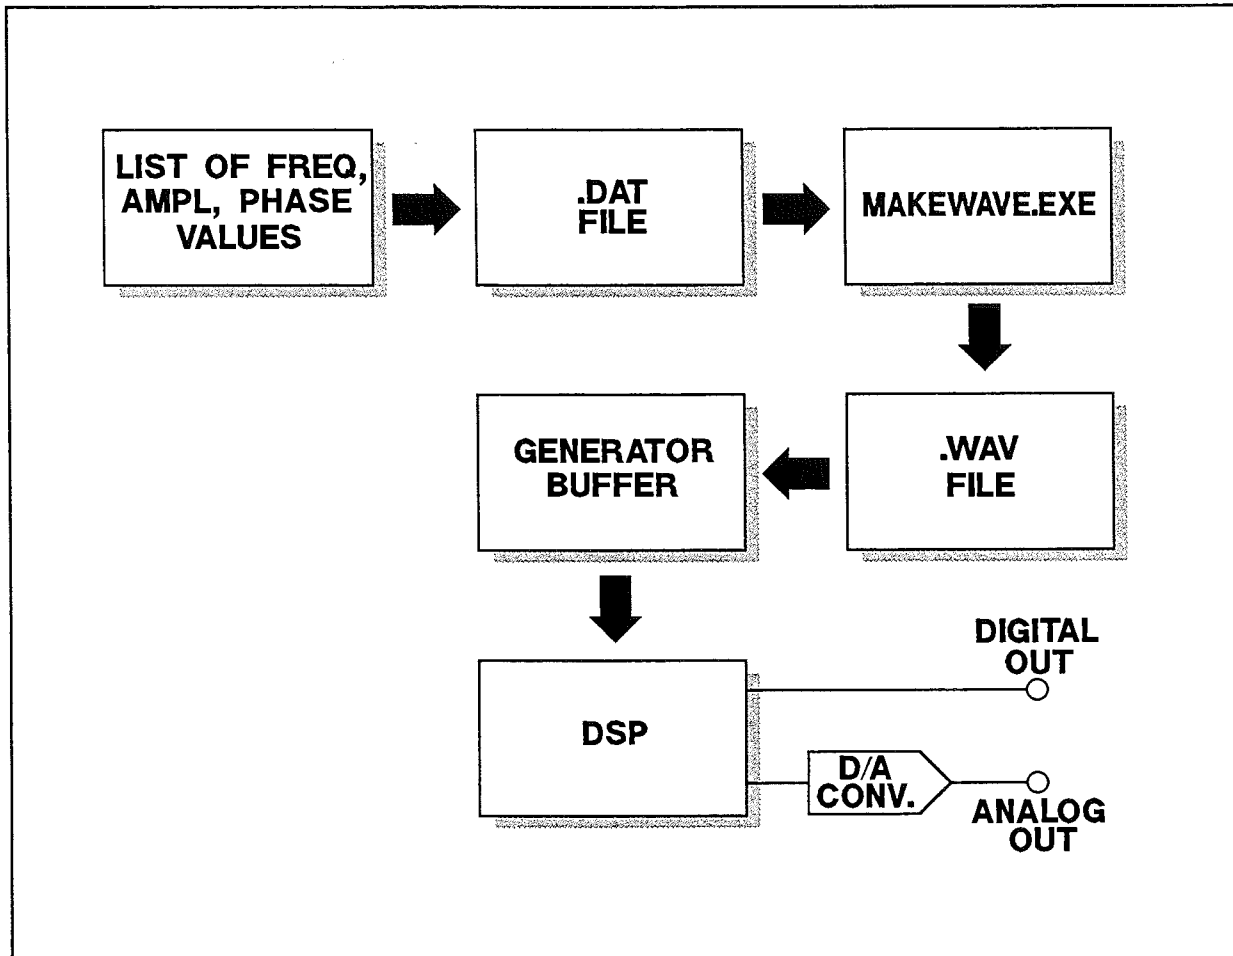 LIST OF FREQ,
AMPL, PHASE
VALUES
.DAT
FILE
MAKEWAVE.EXE
.WAV
FILE
GENERATOR
BUFFER
DSP
DIGITAL
OUT
D/A
CONV.
ANALOG
OUT